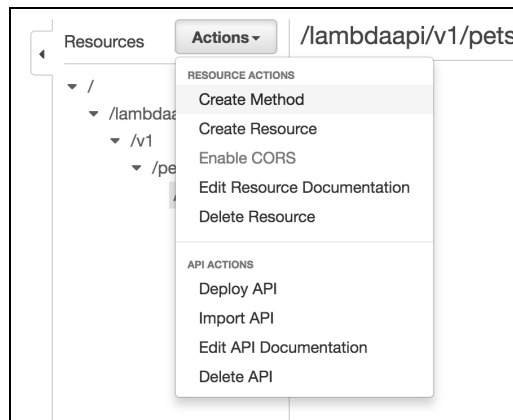 Resources
Actions
/lambdaapi/v1/pets
/
/lambdaa
/v1
/pe
RESOURCE ACTIONS
Create Method
Create Resource
Enable CORS
Edit Resource Documentation
Delete Resource
API ACTIONS
Deploy API
Import API
Edit API Documentation
Delete API